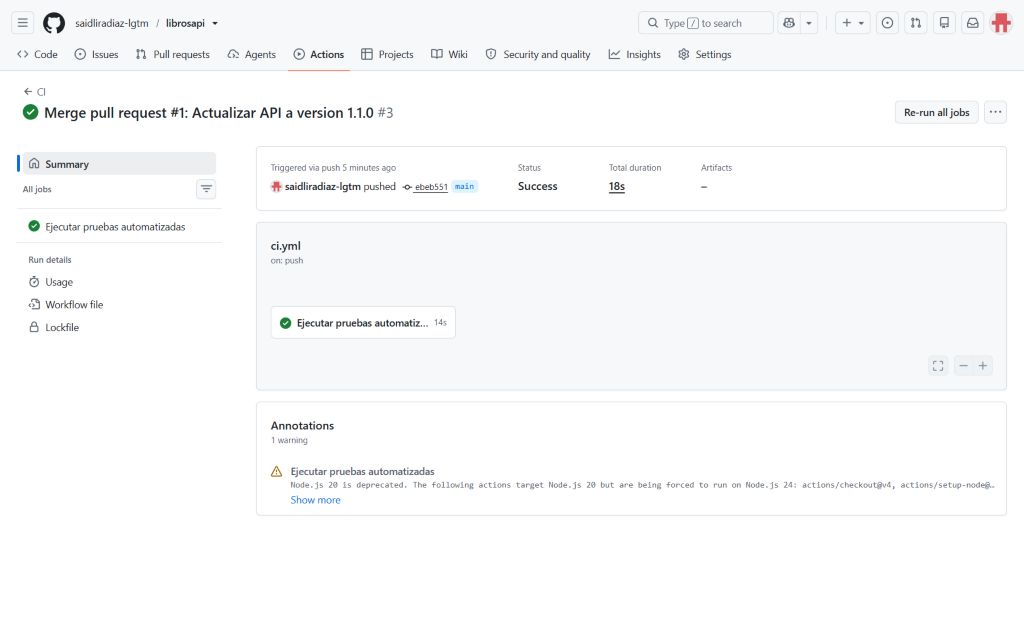 saidliradiaz-lgtm / librosapi
Type / to search
Code
Issues
Pull requests
Agents
Actions
Projects
Wiki
Security and quality
Insights
Settings
CI
Merge pull request #1: Actualizar API a version 1.1.0 #3
Re-run all jobs
Summary
All jobs
Ejecutar pruebas automatizadas
Run details
Usage
Workflow file
Lockfile
Triggered via push 5 minutes ago
saidliradiaz-lgtm pushed ebeb551 main
Status
Success
Total duration
18s
Artifacts
–
ci.yml
on: push
Ejecutar pruebas automatiz... 14s
Annotations
1 warning
Ejecutar pruebas automatizadas
Node.js 20 is deprecated. The following actions target Node.js 20 but are being forced to run on Node.js 24: actions/checkout@v4, actions/setup-node@…
Show more